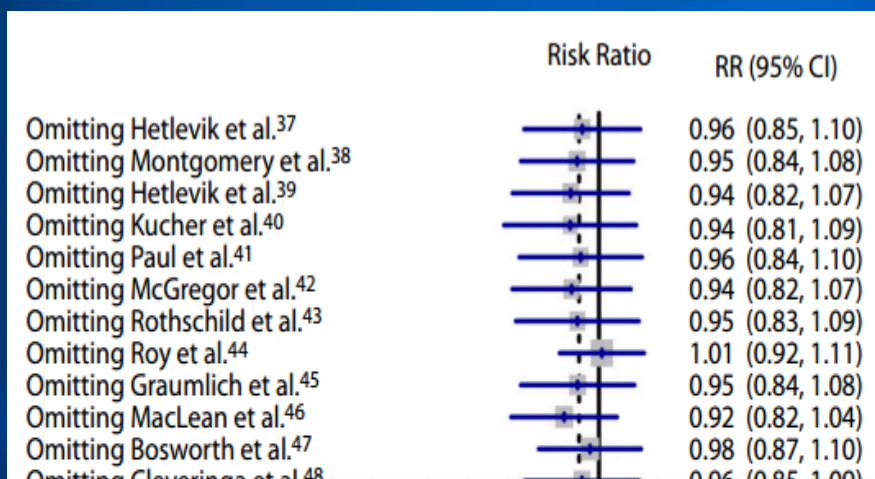 Risk Ratio
RR (95% CI)
Omitting Hetlevik et al.37 0.96 (0.85, 1.10)
Omitting Montgomery et al.38 0.95 (0.84, 1.08)
Omitting Hetlevik et al.39 0.94 (0.82, 1.07)
Omitting Kucher et al.40 0.94 (0.81, 1.09)
Omitting Paul et al.41 0.96 (0.84, 1.10)
Omitting McGregor et al.42 0.94 (0.82, 1.07)
Omitting Rothschild et al.43 0.95 (0.83, 1.09)
Omitting Roy et al.44 1.01 (0.92, 1.11)
Omitting Graumlich et al.45 0.95 (0.84, 1.08)
Omitting MacLean et al.46 0.92 (0.82, 1.04)
Omitting Bosworth et al.47 0.98 (0.87, 1.10)
Omitting et al.48